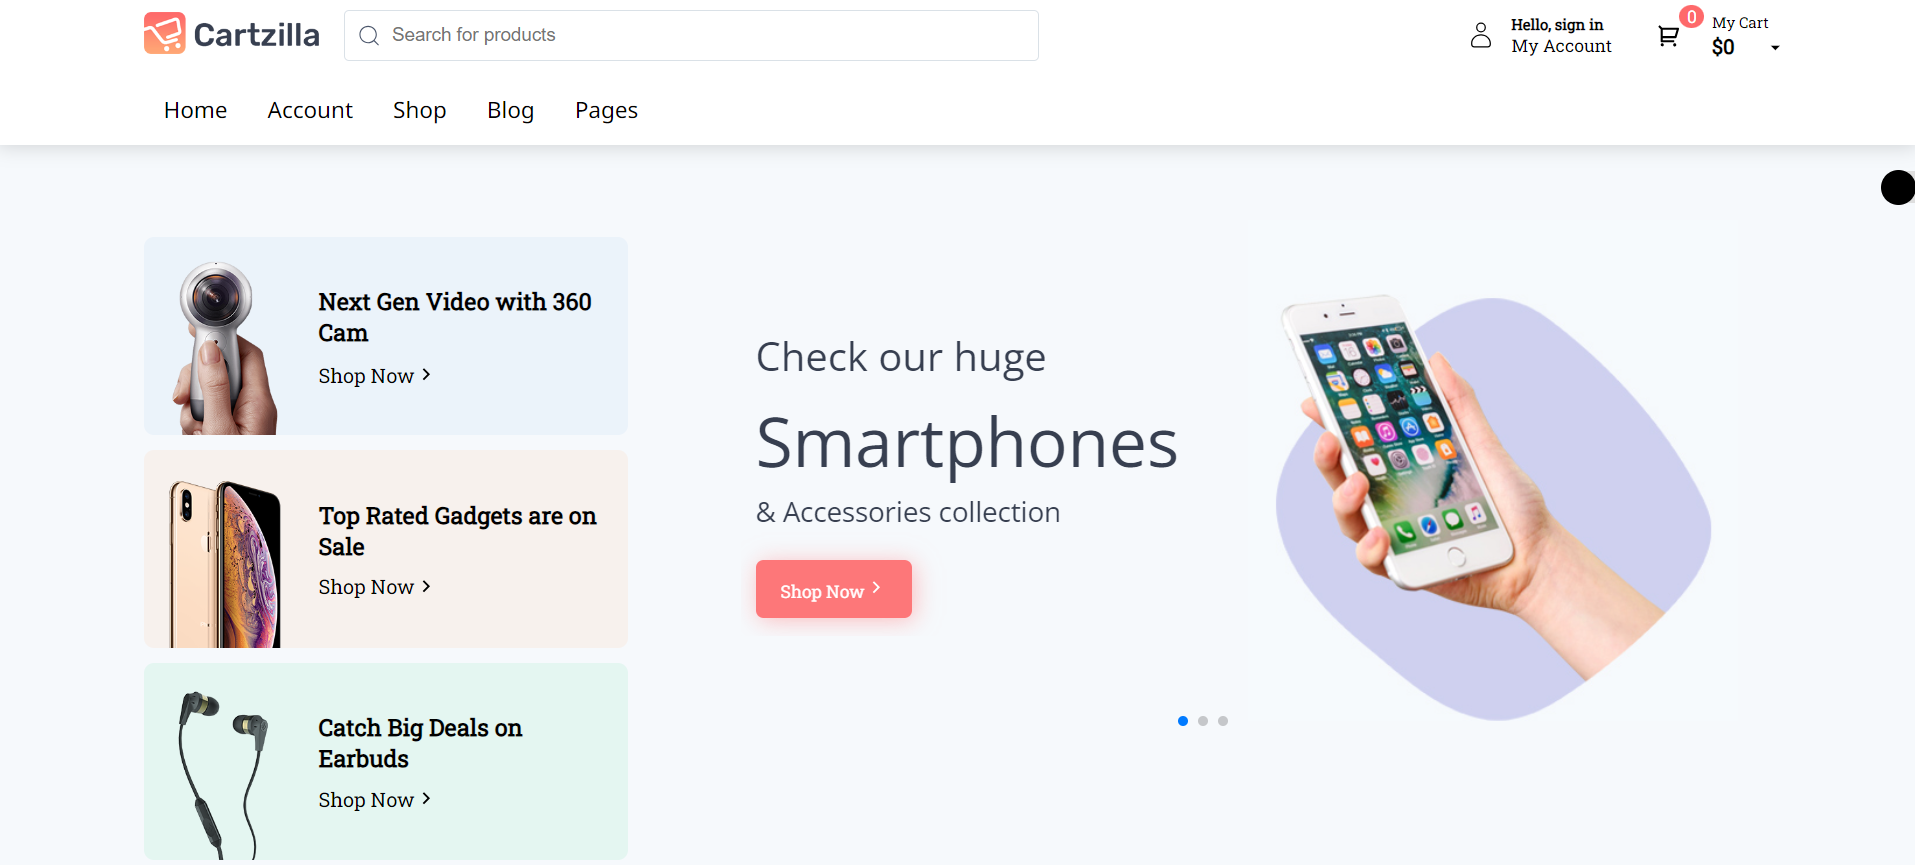 Cartzilla
Search for products
Hello, sign in
My Account
0
My Cart
$0
Home
Account
Shop
Blog
Pages
Next Gen Video with 360
Cam
Shop Now
Top Rated Gadgets are on
Sale
Shop Now
Catch Big Deals on
Earbuds
Shop Now
Check our huge
Smartphones
& Accessories collection
Shop Now